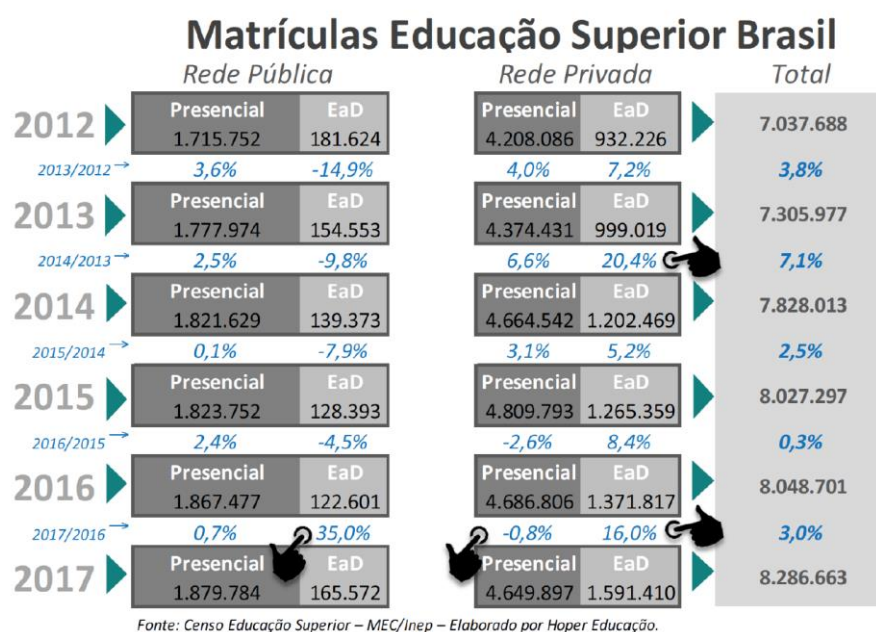 Matrículas Educação Superior Brasil
Rede Pública Rede Privada Total
Presencial EaD Presencial EaD
2012 1.715.752 181.624 4.208.086 932.226 7.037.688
2013/2012 3,6% -14,9% 4,0% 7,2% 3,8%
Presencial EaD Presencial EaD
2013 1.777.974 154.553 4.374.431 999.019 7.305.977
2014/2013 2,5% -9,8% 6,6% 20,4% 7,1%
Presencial EaD Presencial EaD
2014 1.821.629 139.373 4.664.542 1.202.469 7.828.013
2015/2014 0,1% -7,9% 3,1% 5,2% 2,5%
Presencial EaD Presencial EaD
2015 1.823.752 128.393 4.809.793 1.265.359 8.027.297
2016/2015 2,4% -4,5% -2,6% 8,4% 0,3%
Presencial EaD Presencial EaD
2016 1.867.477 122.601 4.686.806 1.371.817 8.048.701
2017/2016 0,7% 35,0% -0,8% 16,0% 3,0%
Presencial EaD Presencial EaD
2017 1.879.784 165.572 4.649.897 1.591.410 8.286.663
Fonte: Censo Educação Superior – MEC/Inep – Elaborado por Hoper Educação.